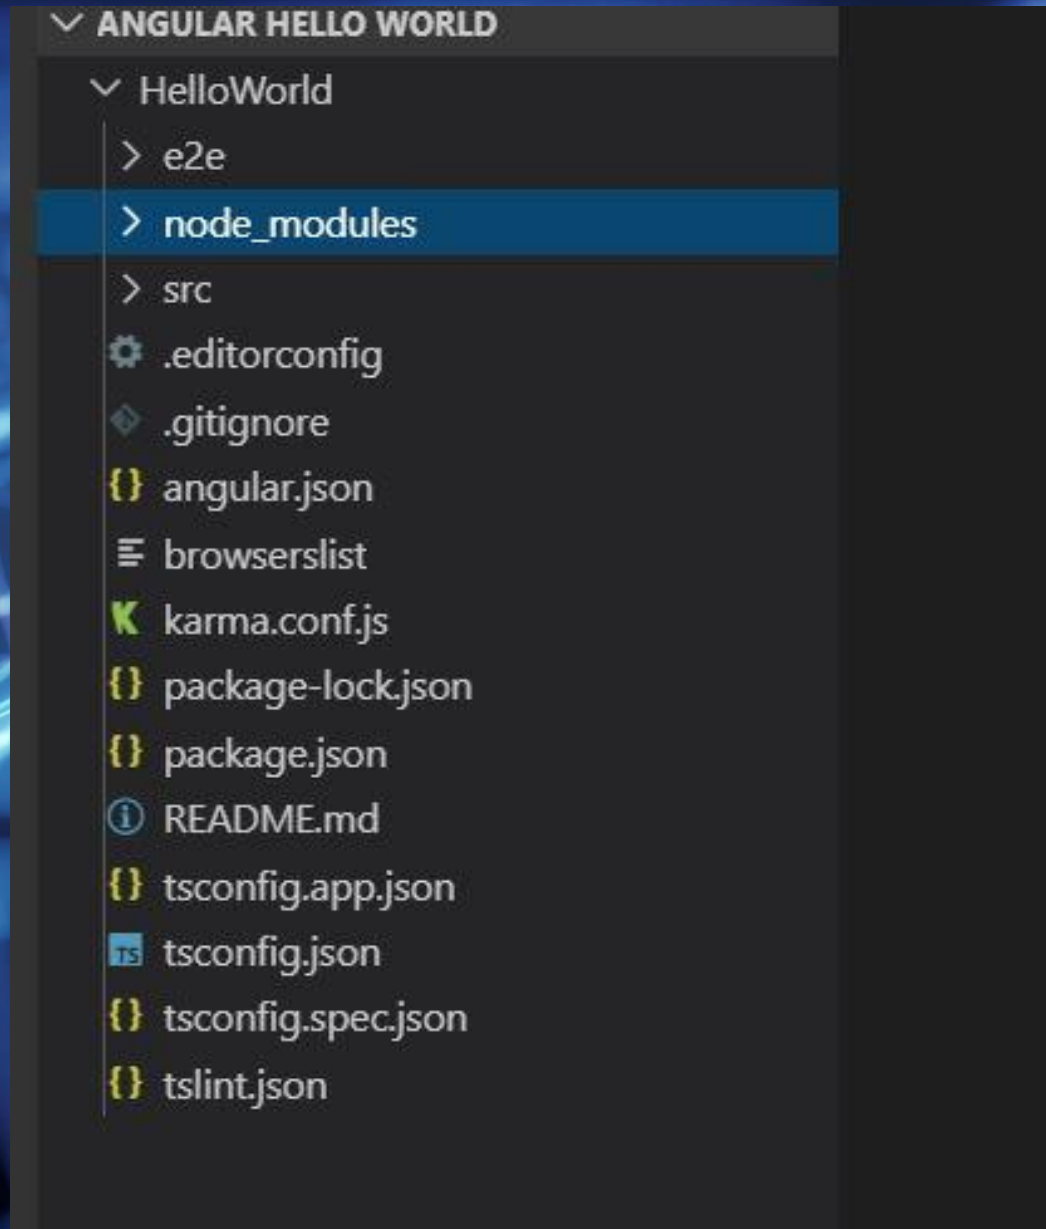 ANGULAR HELLO WORLD
HelloWorld
e2e
node_modules
src
.editorconfig
.gitignore
{} angular.json
browserslist
K karma.conf.js
{} package-lock.json
{} package.json
i README.md
{} tsconfig.app.json
TS tsconfig.json
{} tsconfig.spec.json
{} tslint.json